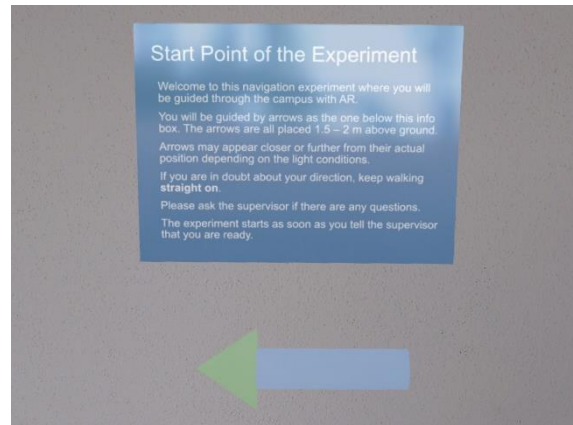 Start Point of the Experiment
Welcome to this navigation experiment where you will
be guided through the campus with AR.
You will be guided by arrows as the one below this Info
box. The arrows are all placed 1.5 – 2 m above ground.
Arrows may appear closer or further from their actual
position depending on the light conditions.
If you are in doubt about your direction, keep walking
straight on.
Please ask the supervisor if there are any questions.
The experiment starts as soon as you tell the supervisor
that you are ready.